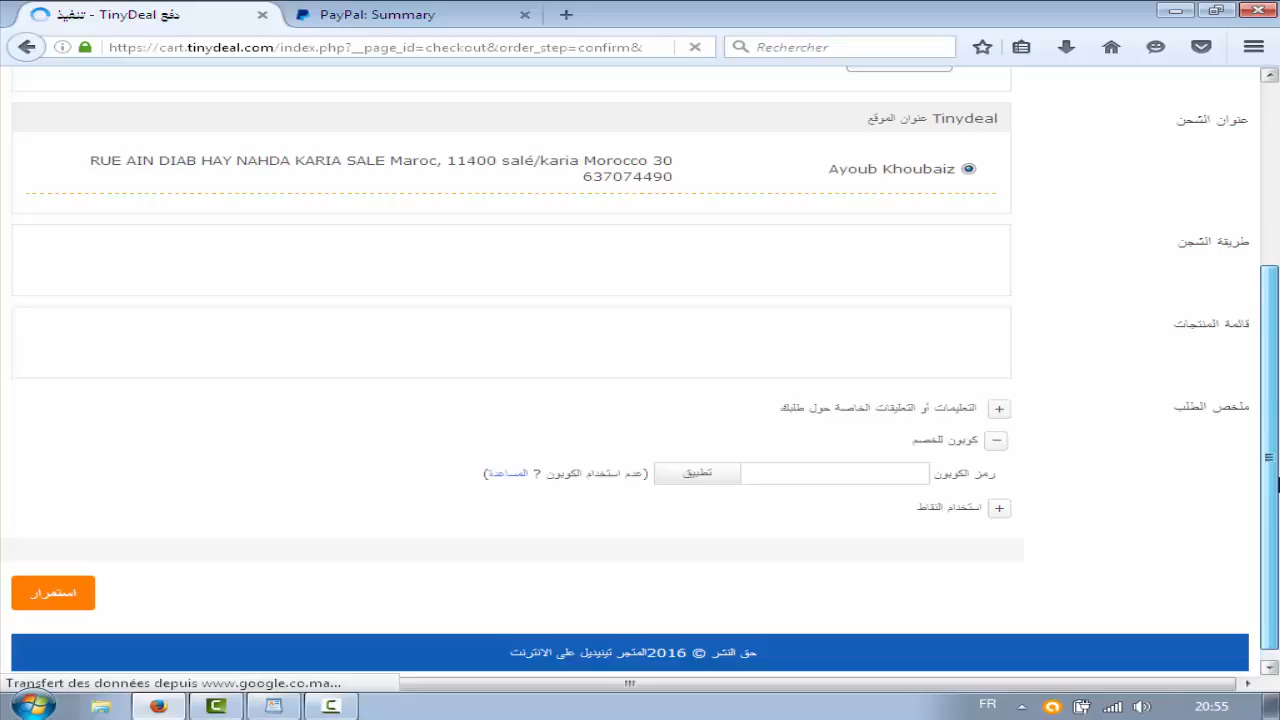 دفع TinyDeal - تنفيذ
PayPal: Summary
https://cart.tinydeal.com/index.php?__page_id=checkout&order_step=confirm&
Rechercher
عنوان الشحن
Tinydeal عنوان الموقع
Ayoub Khoubaiz
RUE AIN DIAB HAY NAHDA KARIA SALE Maroc, 11400 salé/karia Morocco 30
637074490
طريقة الشحن
قائمة المنتجات
ملخص الطلب
+ التعليمات أو التعليقات الخاصة حول طلبك
− كوبون للخصم
رمز الكوبون
تطبيق
(عدم استخدام الكوبون ? المساعدة)
+ استخدام النقاط
استمرار
حق النشر © 2016المتجر تينيديل على الانترنت
Transfert des données depuis www.google.co.ma...
FR
20:55